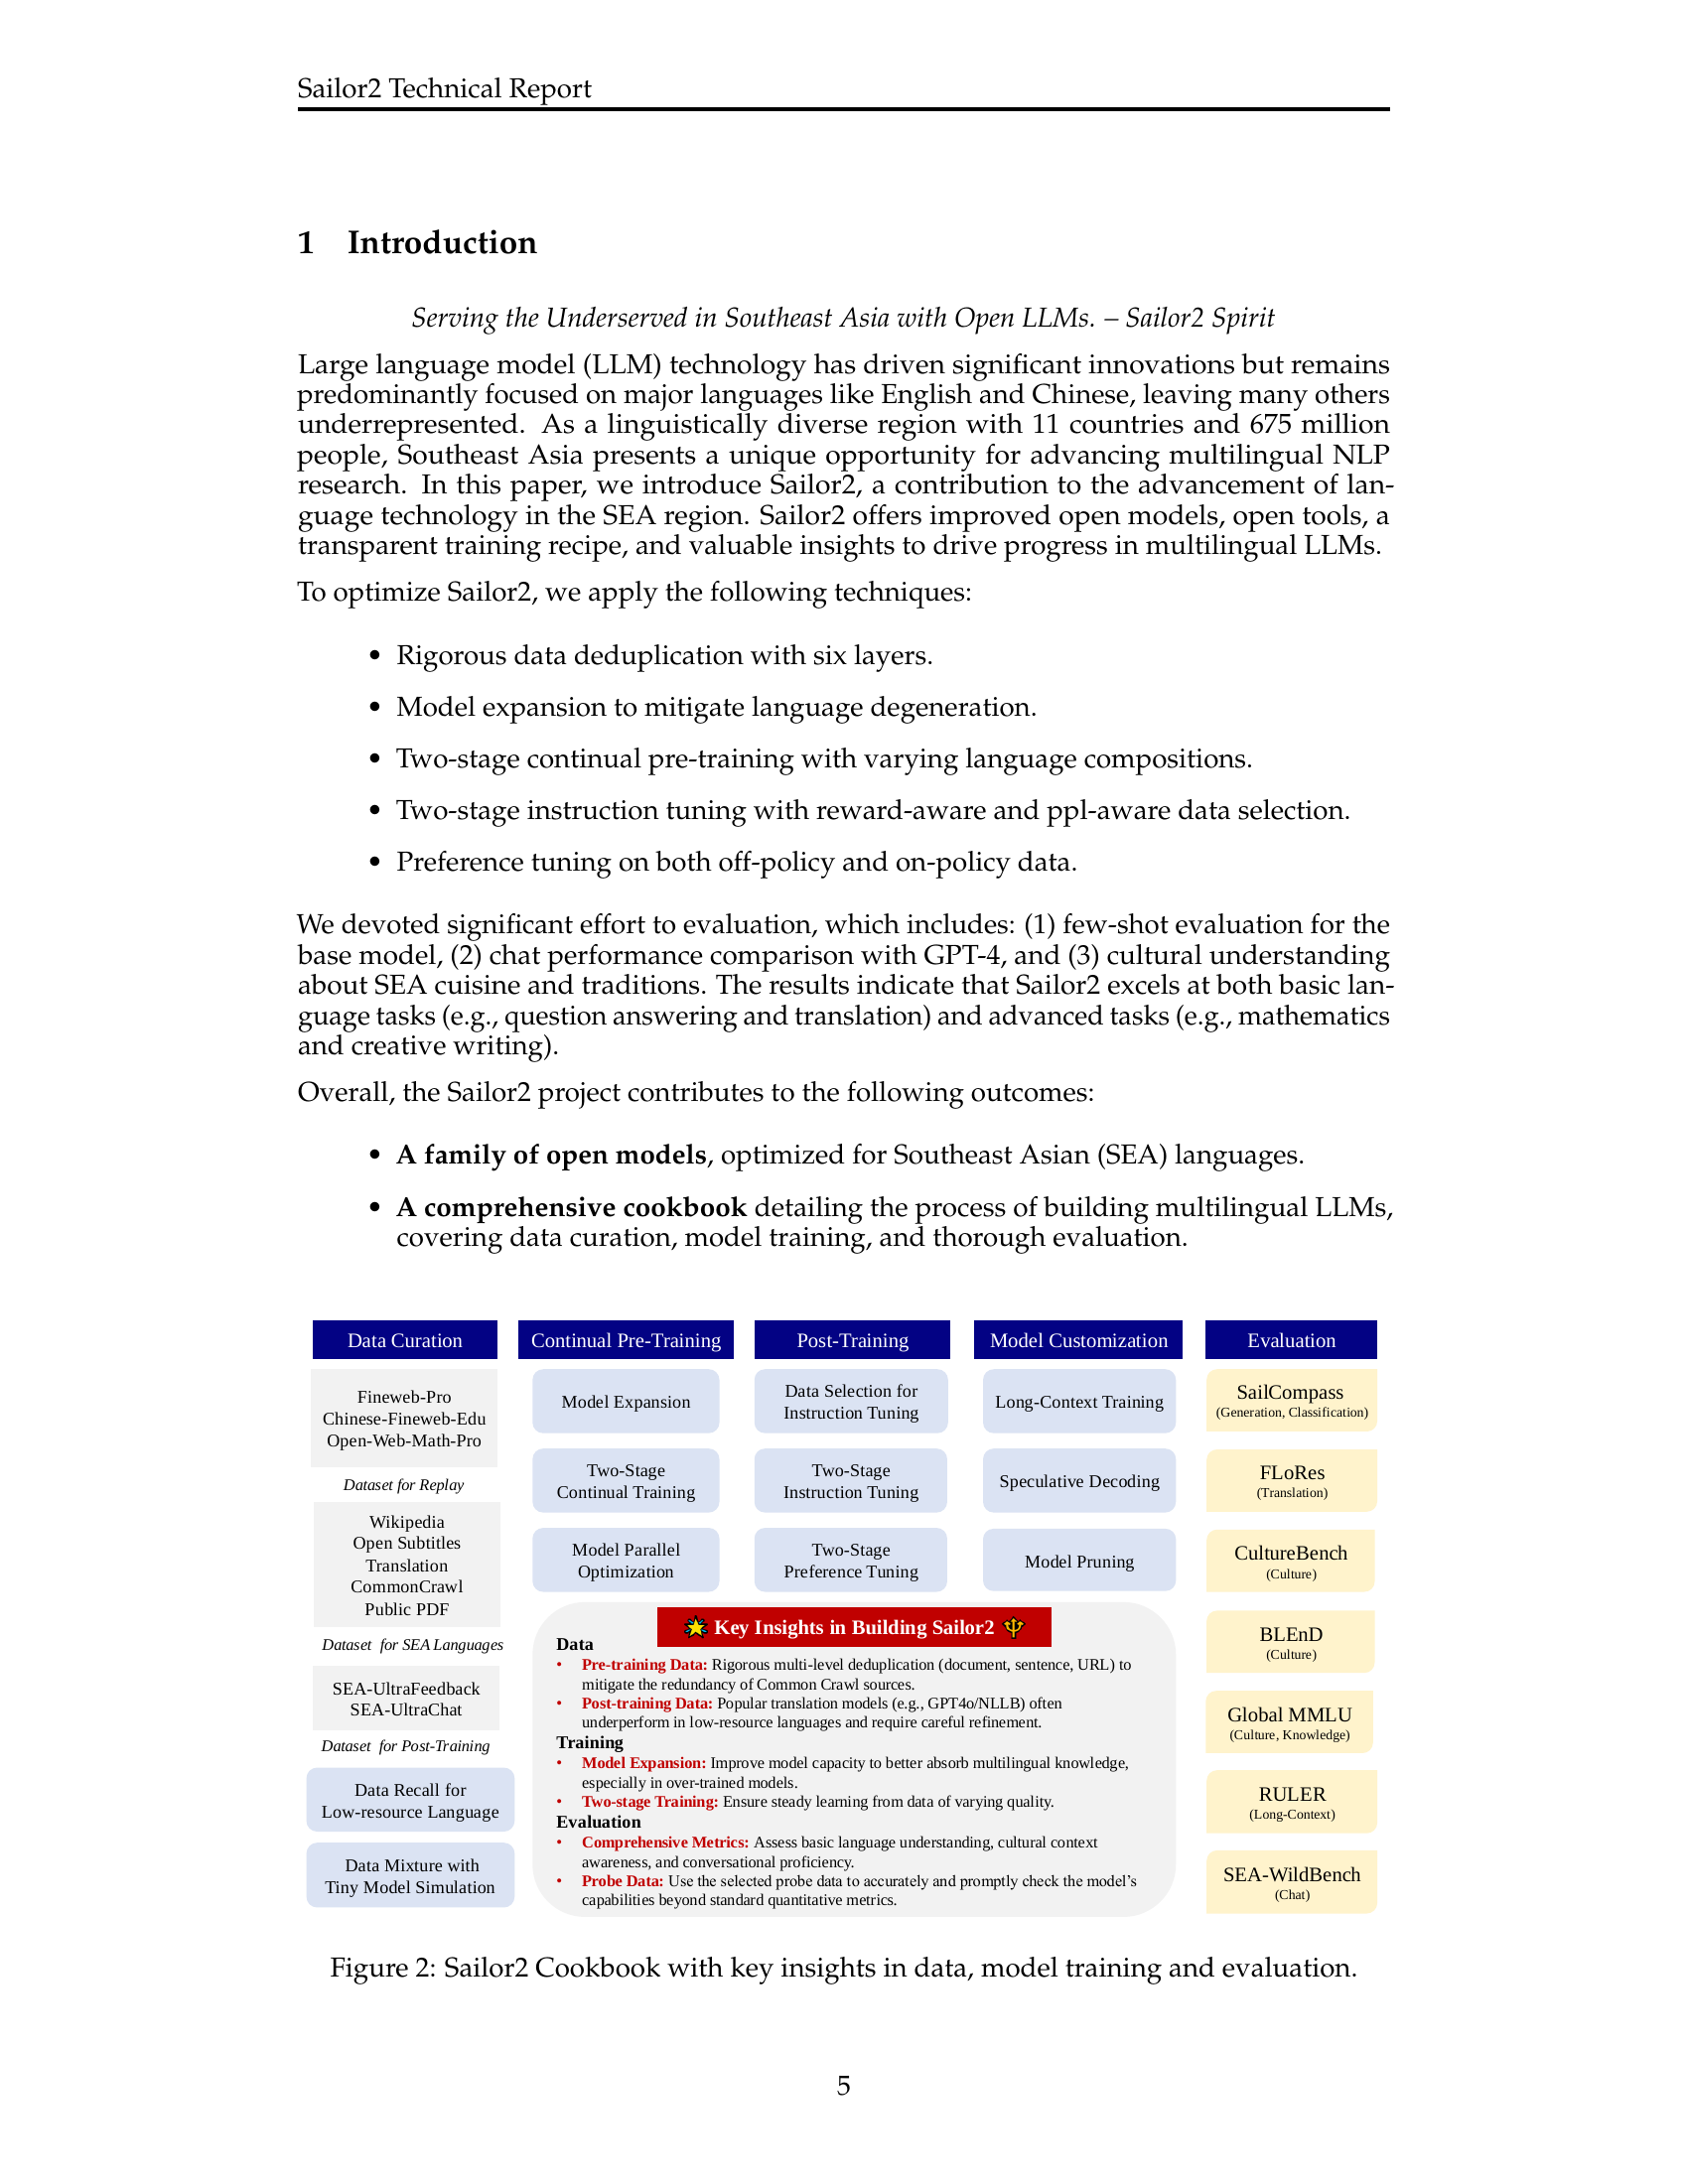 Sailor2 Technical Report
1 Introduction
Serving the Underserved in Southeast Asia with Open LLMs. – Sailor2 Spirit
Large language model (LLM) technology has driven significant innovations but remains
predominantly focused on major languages like English and Chinese, leaving many others
underrepresented. As a linguistically diverse region with 11 countries and 675 million
people, Southeast Asia presents a unique opportunity for advancing multilingual NLP
research. In this paper, we introduce Sailor2, a contribution to the advancement of lan-
guage technology in the SEA region. Sailor2 offers improved open models, open tools, a
transparent training recipe, and valuable insights to drive progress in multilingual LLMs.
To optimize Sailor2, we apply the following techniques:
• Rigorous data deduplication with six layers.
• Model expansion to mitigate language degeneration.
• Two-stage continual pre-training with varying language compositions.
• Two-stage instruction tuning with reward-aware and ppl-aware data selection.
• Preference tuning on both off-policy and on-policy data.
We devoted significant effort to evaluation, which includes: (1) few-shot evaluation for the
base model, (2) chat performance comparison with GPT-4, and (3) cultural understanding
about SEA cuisine and traditions. The results indicate that Sailor2 excels at both basic lan-
guage tasks (e.g., question answering and translation) and advanced tasks (e.g., mathematics
and creative writing).
Overall, the Sailor2 project contributes to the following outcomes:
• A family of open models, optimized for Southeast Asian (SEA) languages.
• A comprehensive cookbook detailing the process of building multilingual LLMs,
covering data curation, model training, and thorough evaluation.
Data Curation
Fineweb-Pro
Chinese-Fineweb-Edu
Open-Web-Math-Pro
Dataset for Replay
Wikipedia
Open Subtitles
Translation
CommonCrawl
Public PDF
Dataset for SEA Languages
SEA-UltraFeedback
SEA-UltraChat
Dataset for Post-Training
Data Recall for
Low-resource Language
Data Mixture with
Tiny Model Simulation
Continual Pre-Training
Model Expansion
Two-Stage
Continual Training
Model Parallel
Optimization
Post-Training
Data Selection for
Instruction Tuning
Two-Stage
Instruction Tuning
Two-Stage
Preference Tuning
Model Customization
Long-Context Training
Speculative Decoding
Model Pruning
Key Insights in Building Sailor2
Data
• Pre-training Data: Rigorous multi-level deduplication (document, sentence, URL) to
mitigate the redundancy of Common Crawl sources.
• Post-training Data: Popular translation models (e.g., GPT4o/NLLB) often
underperform in low-resource languages and require careful refinement.
Training
• Model Expansion: Improve model capacity to better absorb multilingual knowledge,
especially in over-trained models.
• Two-stage Training: Ensure steady learning from data of varying quality.
Evaluation
• Comprehensive Metrics: Assess basic language understanding, cultural context
awareness, and conversational proficiency.
• Probe Data: Use the selected probe data to accurately and promptly check the model's
capabilities beyond standard quantitative metrics.
Evaluation
SailCompass
(Generation, Classification)
FLoRes
(Translation)
CultureBench
(Culture)
BLEnD
(Culture)
Global MMLU
(Culture, Knowledge)
RULER
(Long-Context)
SEA-WildBench
(Chat)
Figure 2: Sailor2 Cookbook with key insights in data, model training and evaluation.
5